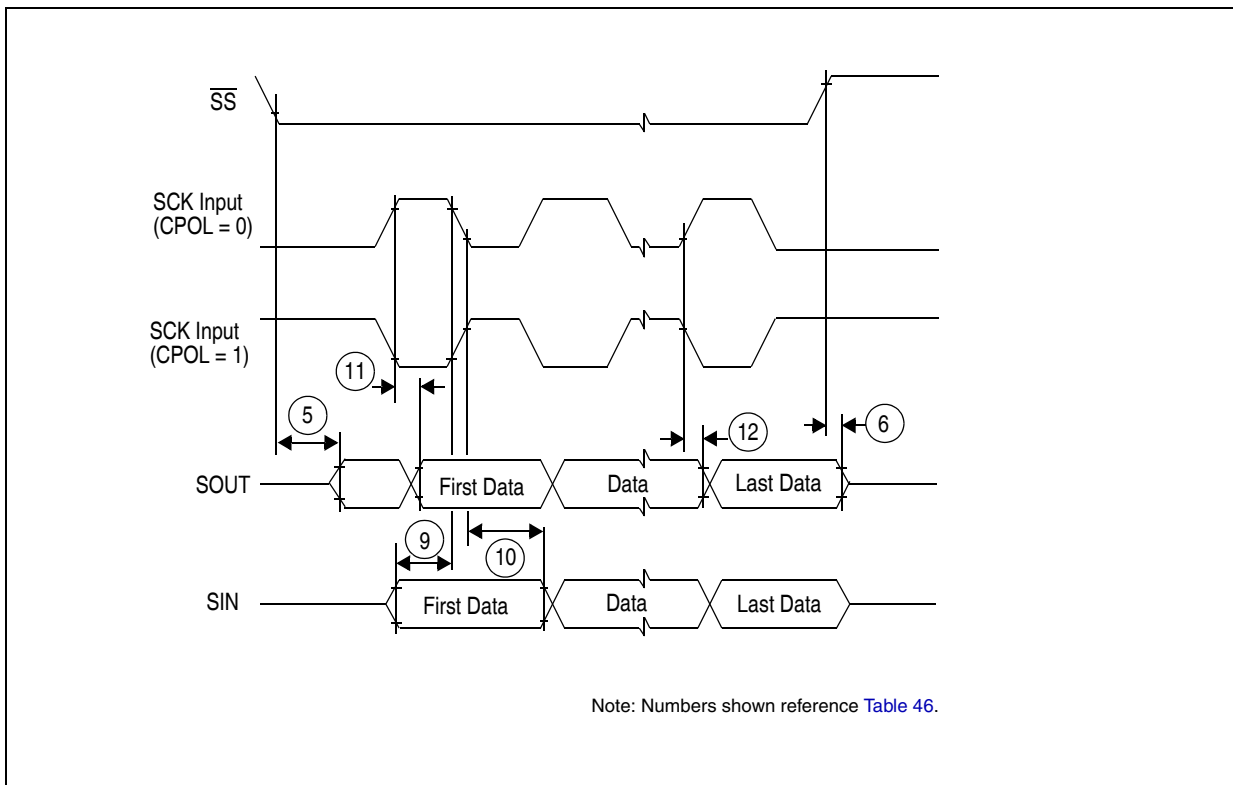 SS
SCK Input
(CPOL = 0)
SCK Input
(CPOL = 1)
11
5
12
6
SOUT
First Data
Data
Last Data
9
10
SIN
First Data
Data
Last Data
Note: Numbers shown reference Table 46.